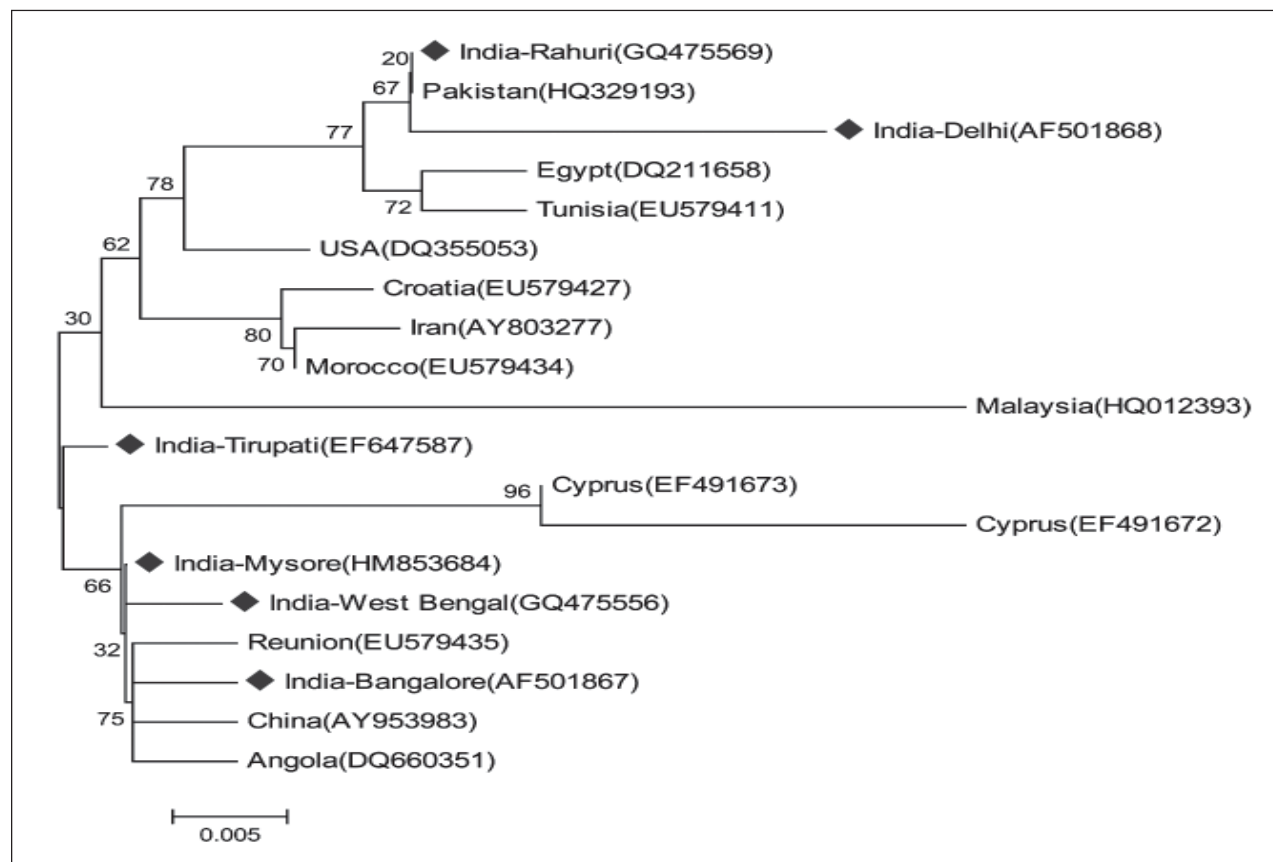 20
India-Rahuri(GQ475569)
67
Pakistan(HQ329193)
77
India-Delhi(AF501868)
Egypt(DQ211658)
78
72
Tunisia(EU579411)
62
USA(DQ355053)
Croatia(EU579427)
30
80
Iran(AY803277)
70
Morocco(EU579434)
Malaysia(HQ012393)
India-Tirupati(EF647587)
96
Cyprus(EF491673)
Cyprus(EF491672)
India-Mysore(HM853684)
66
India-West Bengal(GQ475556)
32
Reunion(EU579435)
India-Bangalore(AF501867)
75
China(AY953983)
Angola(DQ660351)
0.005